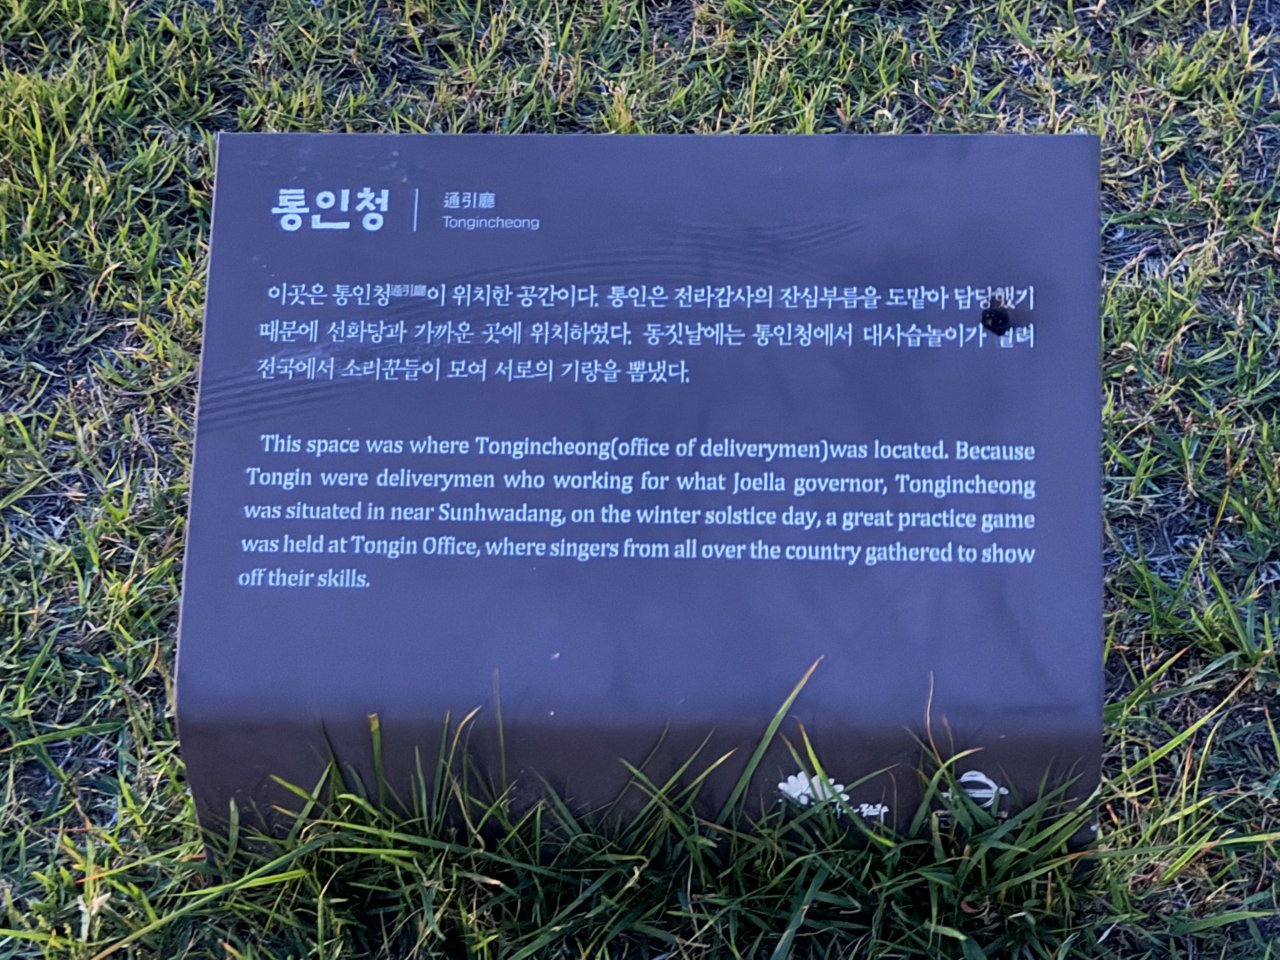 통인청
通引廳
Tongincheong
이곳은 통인청通引廳이 위치한 공간이다. 통인은 전라감사의 잔심부름을 도맡아 담당했기
때문에 선화당과 가까운 곳에 위치하였다. 동짓날에는 통인청에서 대사습놀이가 열려
전국에서 소리꾼들이 모여 서로의 기량을 뽐냈다.
This space was where Tongincheong(office of deliverymen)was located. Because
Tongin were deliverymen who working for what Joella governor, Tongincheong
was situated in near Sunhwadang, on the winter solstice day, a great practice game
was held at Tongin Office, where singers from all over the country gathered to show
off their skills.